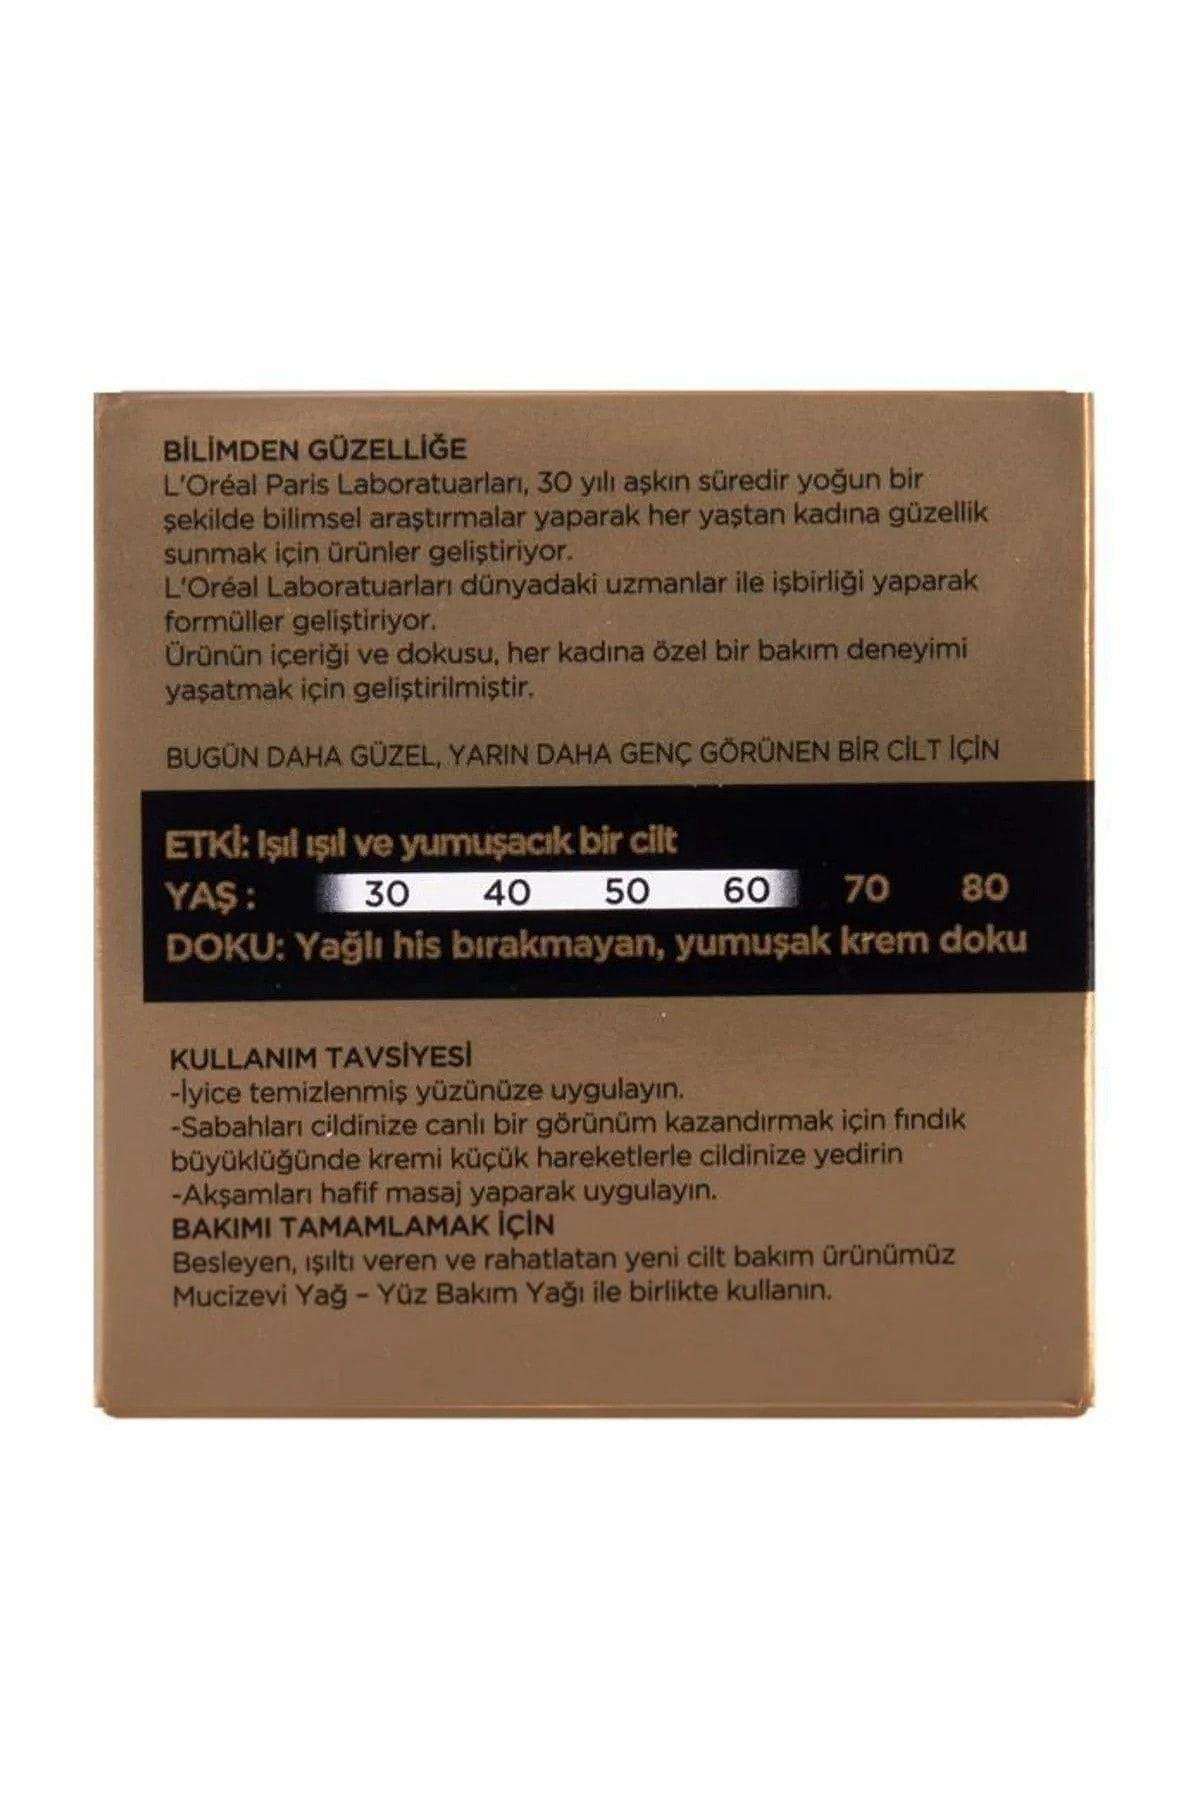 BİLİMDEN GÜZELLİĞE
L'Oréal Paris Laboratuarları, 30 yılı aşkın süredir yoğun bir
şekilde bilimsel araştırmalar yaparak her yaştan kadına güzellik
sunmak için ürünler geliştiriyor.
L'Oréal Laboratuarları dünyadaki uzmanlar ile işbirliği yaparak
formüller geliştiriyor.
Ürünün içeriği ve dokusu, her kadına özel bir bakım deneyimi
yaşatmak için geliştirilmiştir.
BUGÜN DAHA GÜZEL, YARIN DAHA GENÇ GÖRÜNEN BİR CİLT İÇİN
ETKİ: Işıl ışıl ve yumuşacık bir cilt
YAŞ : 30 40 50 60 70 80
DOKU: Yağlı his bırakmayan, yumuşak krem doku
KULLANIM TAVSİYESİ
-İyice temizlenmiş yüzünüze uygulayın.
-Sabahları cildinize canlı bir görünüm kazandırmak için fındık
büyüklüğünde kremi küçük hareketlerle cildinize yedirin
-Akşamları hafif masaj yaparak uygulayın.
BAKIMI TAMAMLAMAK İÇİN
Besleyen, ışıltı veren ve rahatlatan yeni cilt bakım ürünümüz
Mucizevi Yağ – Yüz Bakım Yağı ile birlikte kullanın.